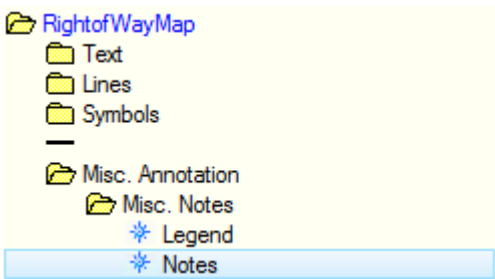 RightofWayMap
Text
Lines
Symbols
Misc. Annotation
Misc. Notes
Legend
Notes